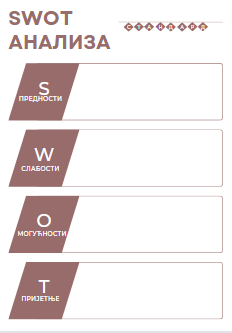 SWOT
АНАЛИЗА
СТАНДАРД
S
ПРЕДНОСТИ
W
СЛАБОСТИ
O
МОГУЋНОСТИ
T
ПРИЈЕТЊЕ